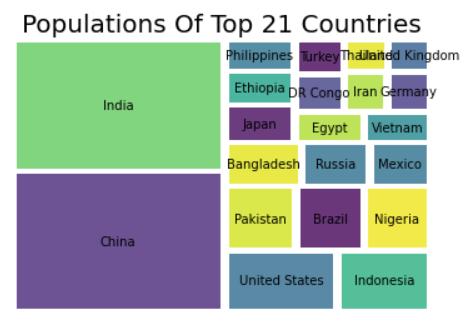 Populations Of Top 21 Countries
Philippines
Turkey
Thailand
United Kingdom
India
Ethiopia
DR Congo
Iran
Germany
Japan
Egypt
Vietnam
Bangladesh
Russia
Mexico
China
Pakistan
Brazil
Nigeria
United States
Indonesia